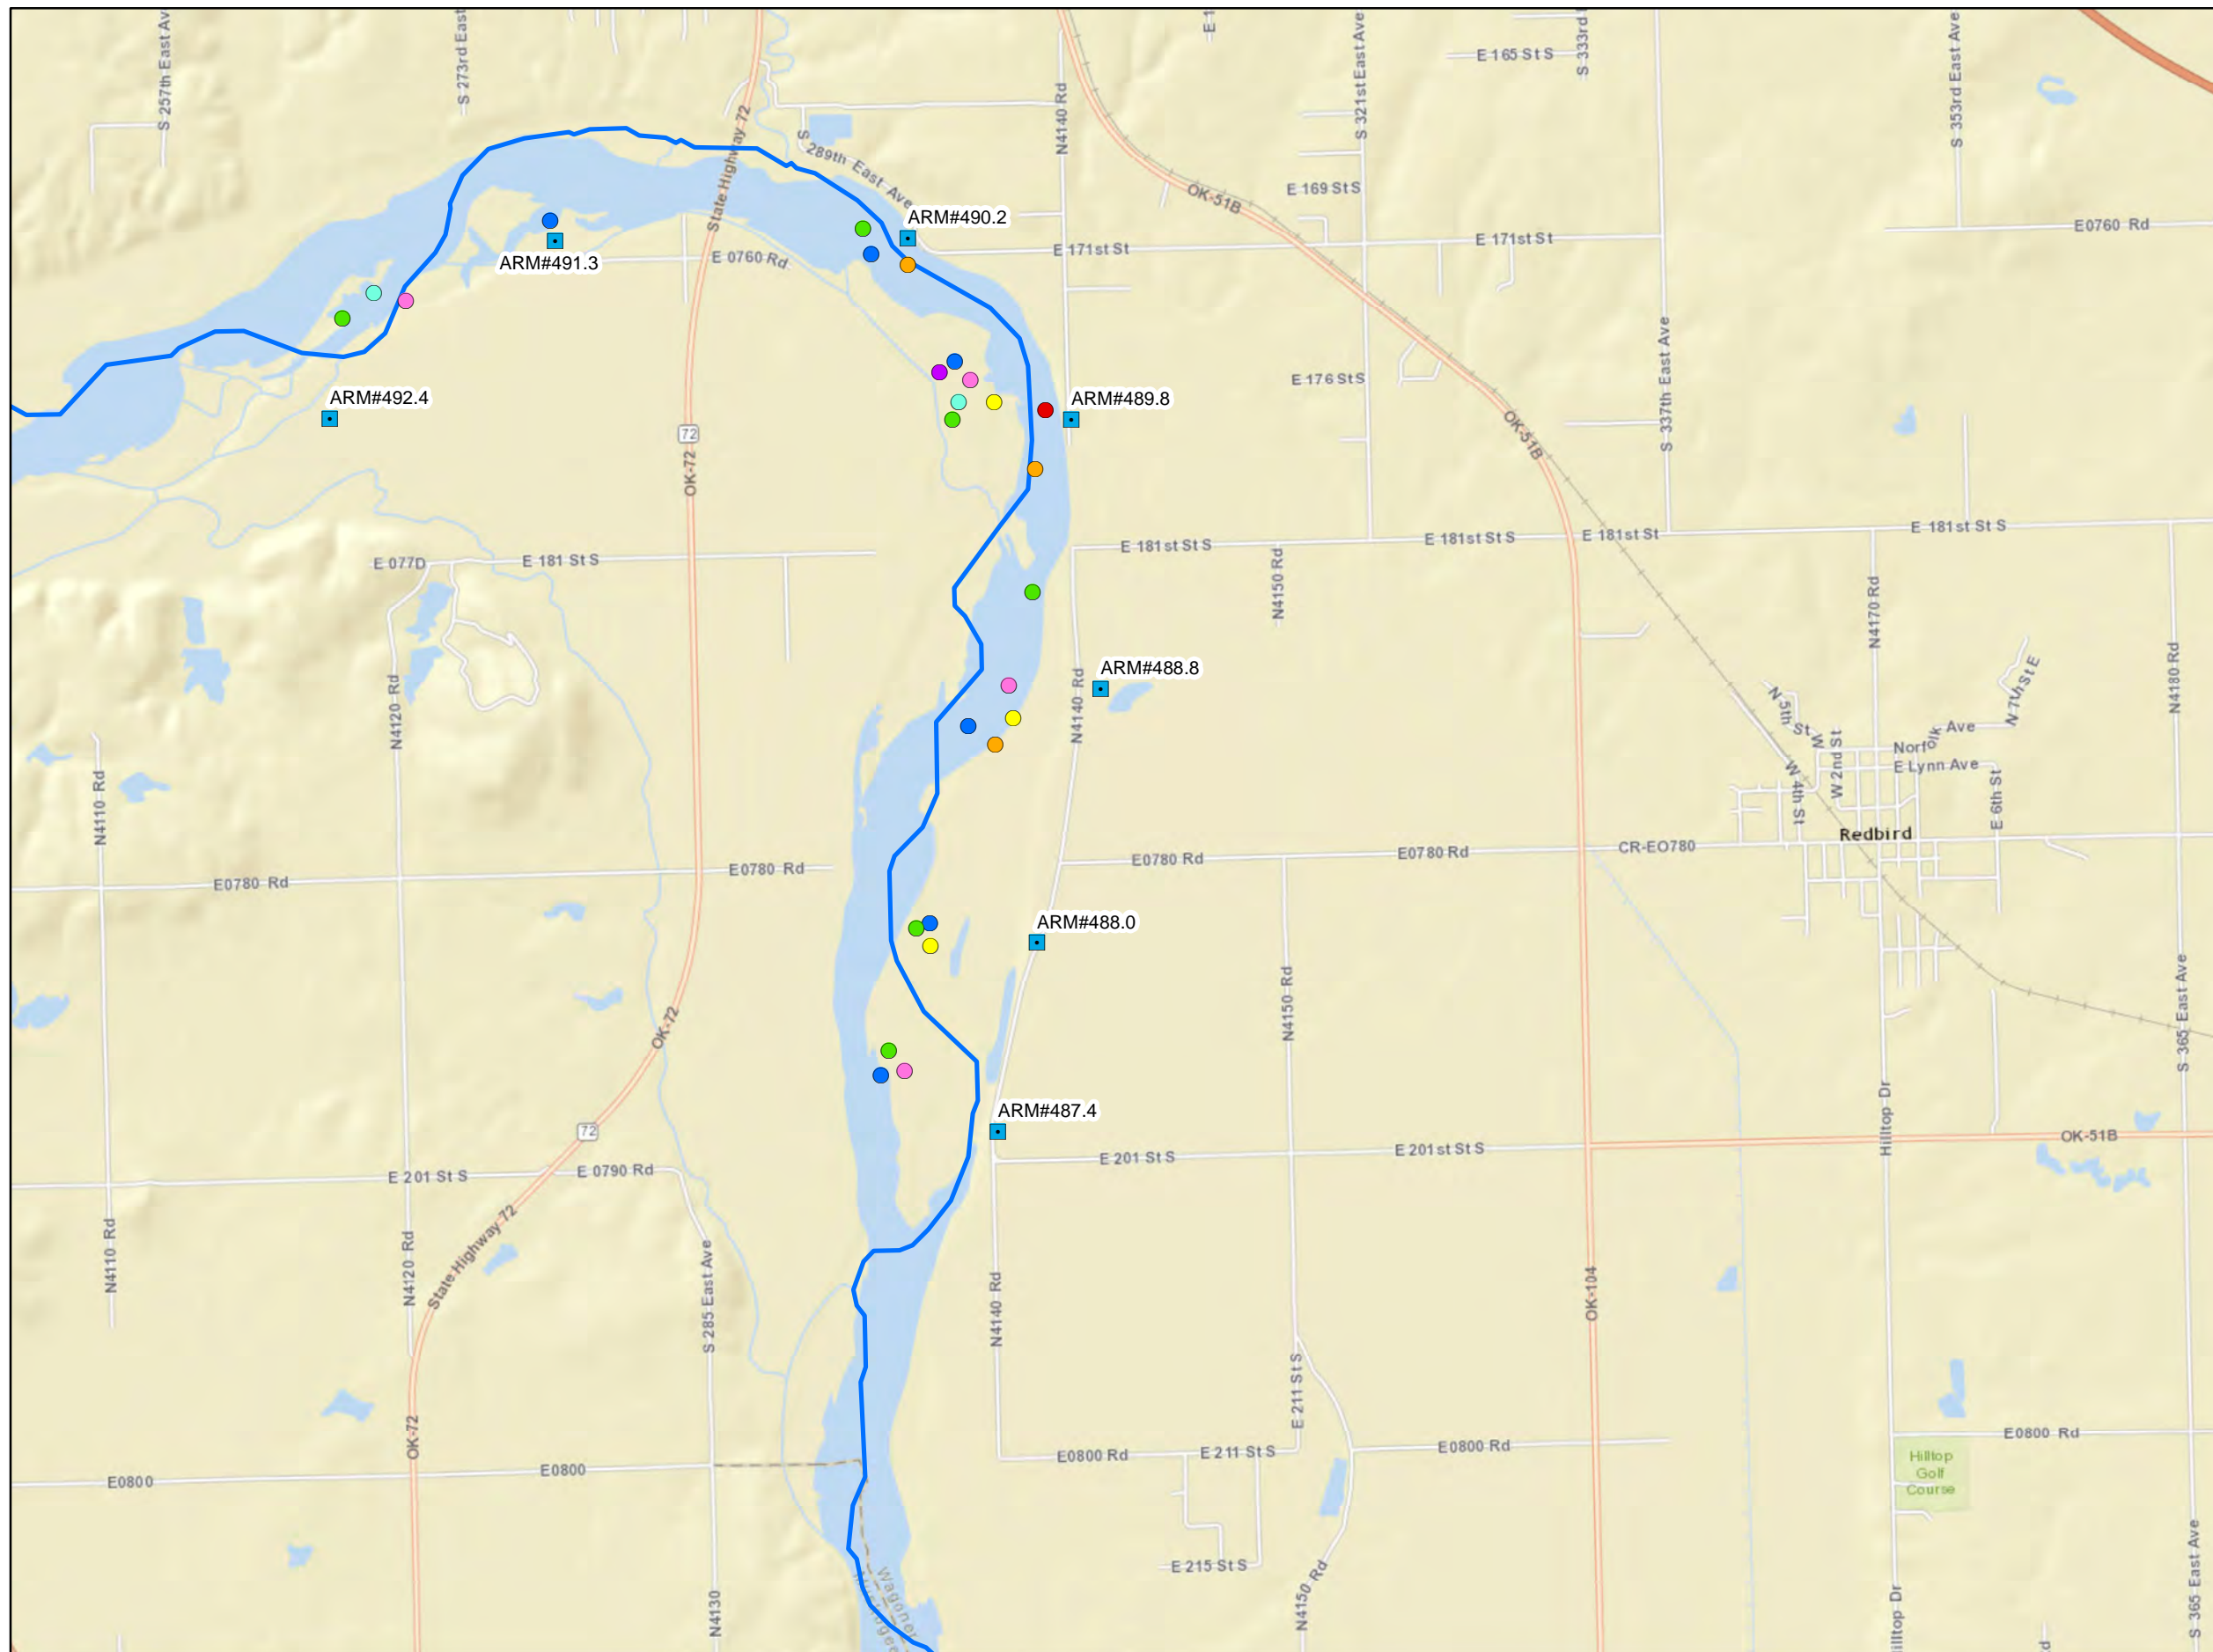 S 257th East Av
S 273rd East
E 1
S 321st East Ave
E 165 St S
S 333rd
S 353rd East Ave
State Highway 72
N4140 Rd
S 289th East Ave
E 169 St S
OK-51B
ARM#490.2
ARM#491.3
E 0760 Rd
E 171st St
E 171st St
E0760 Rd
ARM#492.4
ARM#489.8
E 176 St S
S 337th East Ave
72
OK-72
OK-51B
E 077D
E 181 St S
E 181st St S
E 181st St S
E 181st St
E 181st St S
N4150 Rd
N4170 Rd
N4120 Rd
ARM#488.8
N4140 Rd
N 5th St
N 7th St E
N4180 Rd
Norfolk Ave
E Lynn Ave
W 2nd St
W 4th St
W
E 6th St
N4110 Rd
Redbird
E0780 Rd
E0780 Rd
E0780 Rd
E0780 Rd
CR-EO780
ARM#488.0
OK-72
N4150 Rd
S 365 East Ave
ARM#487.4
72
Hilltop Dr
OK-51B
E 201 St S
E 0790 Rd
E 201 St S
E 201st St S
N4110 Rd
N4120 Rd
State Highway 72
S 285 East Ave
N4140 Rd
OK-104
E 211 St S
OK-72
E0800
E0800
E0800 Rd
E 211 St S
E0800 Rd
E0800 Rd
Hilltop
Golf
Course
E 215 St S
N4130
Wagoner
N4150 Rd
illtop Dr
S 365 East Ave
d